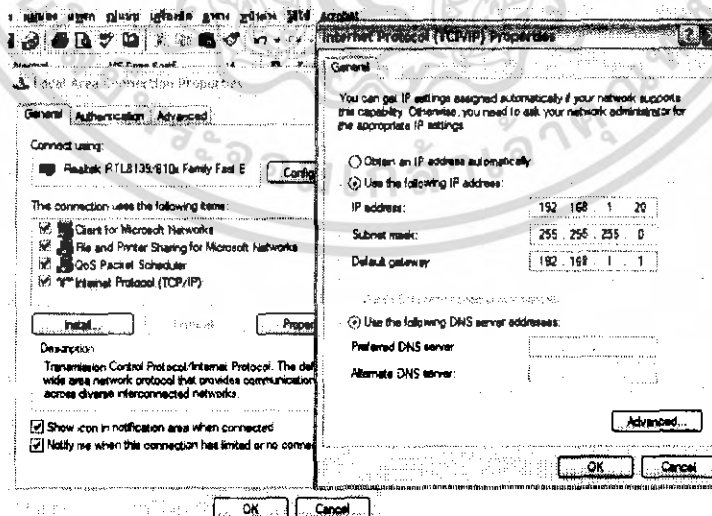 Internet Protocol (TCP/IP) Properties
Local Area Connection Properties
General
Authentication
Advanced
Connect using:
Realtek RTL8139/810x Family Fast E
Config
This connection uses the following items:
Client for Microsoft Networks
File and Printer Sharing for Microsoft Networks
QoS Packet Scheduler
Internet Protocol (TCP/IP)
Install...
Proper
Description
Transmission Control Protocol/Internet Protocol. The def
wide area network protocol that provides communication
across diverse interconnected networks.
Show icon in notification area when connected
Notify me when this connection has limited or no conne
OK
Cancel
General
You can get IP settings assigned automatically if your network supports
this capability. Otherwise, you need to ask your network administrator for
the appropriate IP settings.
Obtain an IP address automatically
Use the following IP address:
IP address: 192 . 168 . 1 . 20
Subnet mask: 255 . 255 . 255 . 0
Default gateway 192 . 168 . 1 . 1
Use the following DNS server addresses:
Preferred DNS server
Alternate DNS server:
Advanced...
OK
Cancel